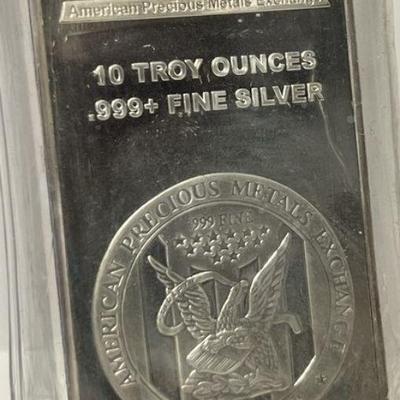 American Precious Metals Exchange
10 TROY OUNCES
.999+ FINE SILVER
AMERICAN PRECIOUS METALS EXCHANGE
.999 FINE